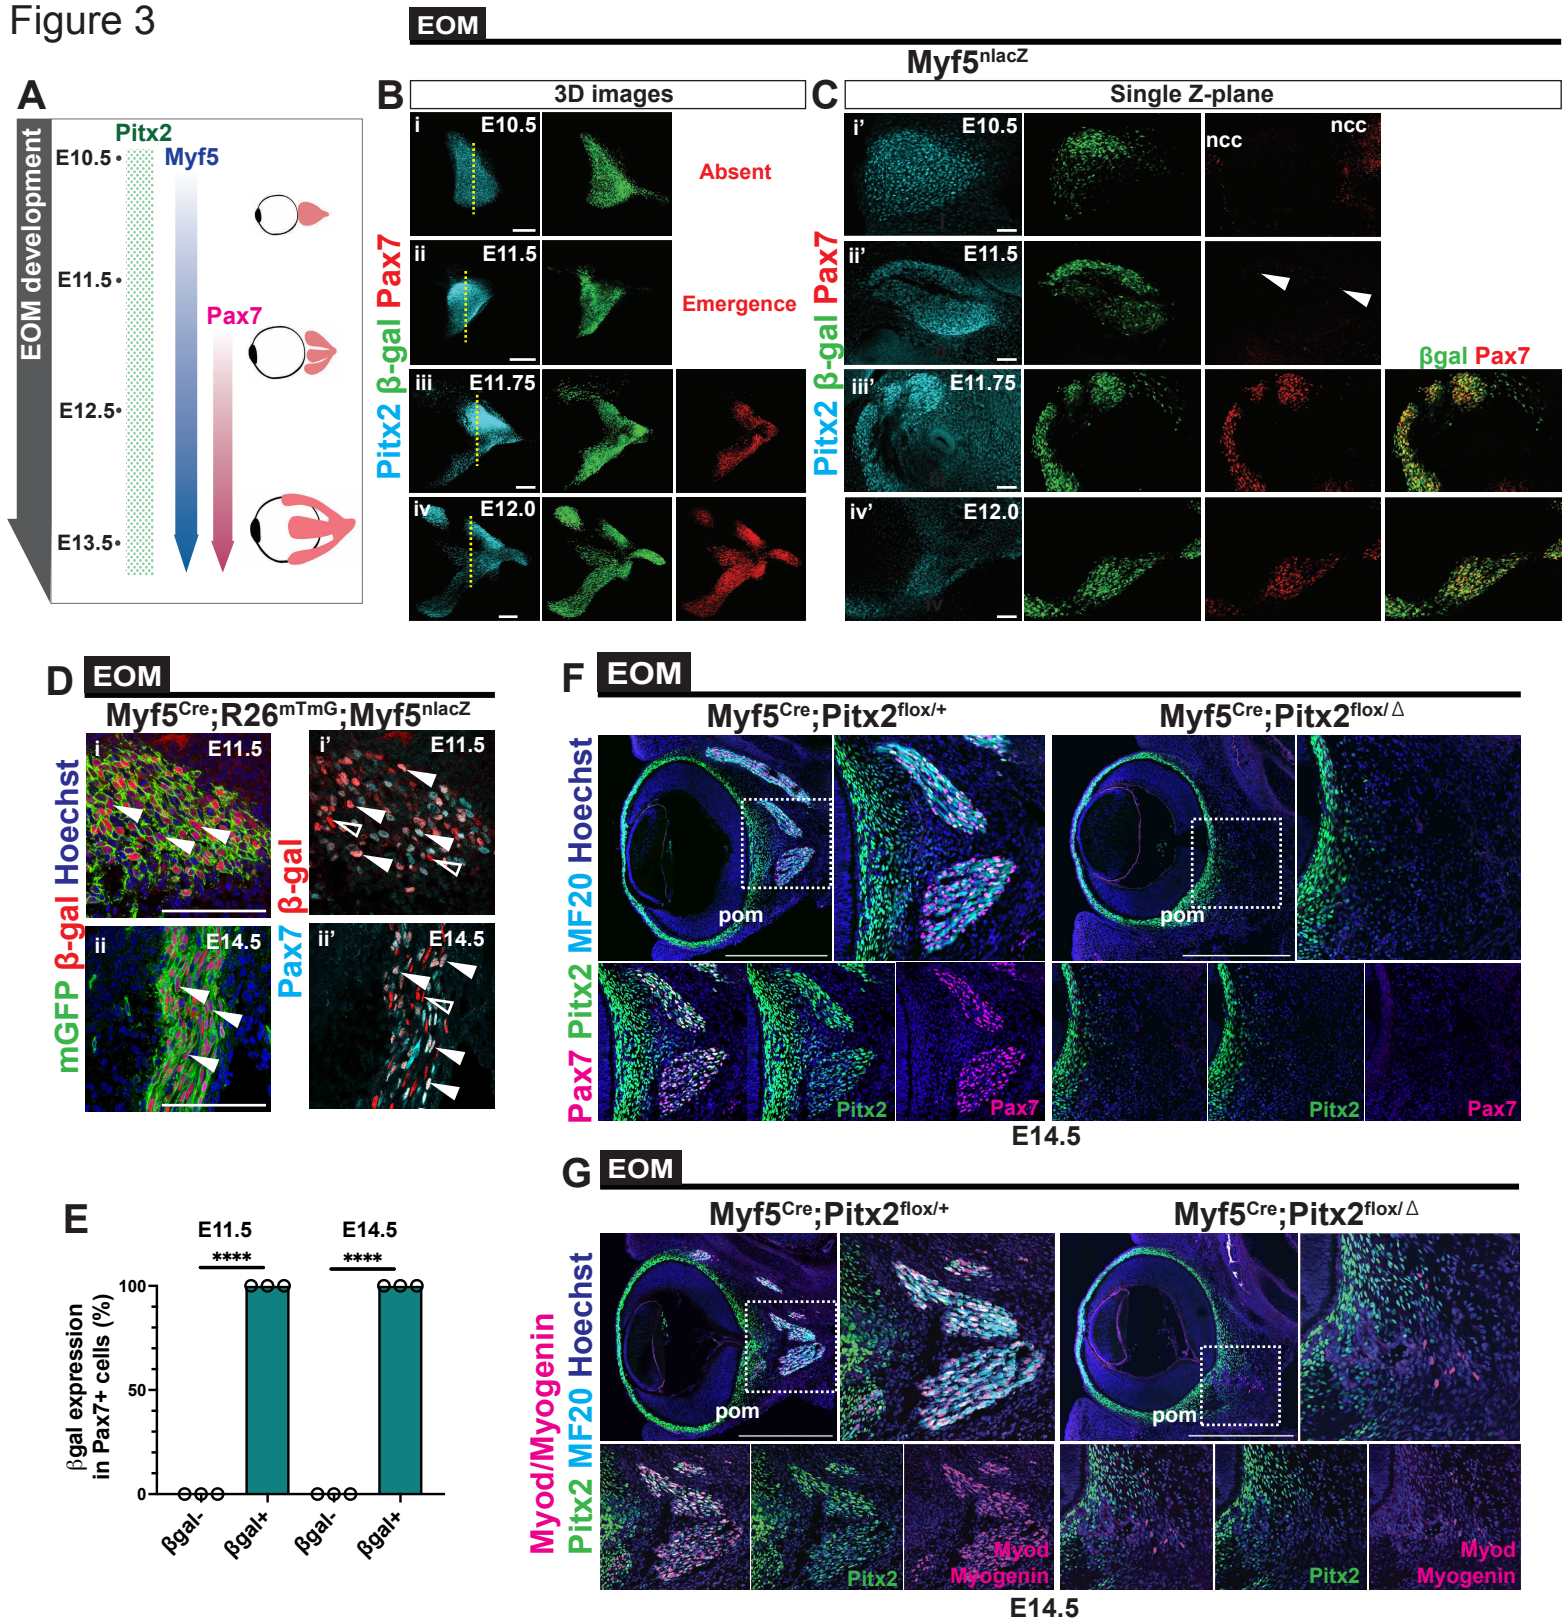 Figure 3
EOM
Myf5nlacZ
A
EOM development
Pitx2
Myf5
Pax7
E10.5
E11.5
E12.5
E13.5
B
3D images
Pitx2 β-gal Pax7
i
E10.5
Absent
ii
E11.5
Emergence
iii
E11.75
iv
E12.0
C
Single Z-plane
Pitx2 β-gal Pax7
i’
E10.5
ncc
ncc
ii’
E11.5
βgal Pax7
iii’
E11.75
iv’
E12.0
D
EOM
Myf5Cre;R26mTmG;Myf5nlacZ
mGFP β-gal Hoechst
i
E11.5
ii
E14.5
Pax7 β-gal
i’
E11.5
ii’
E14.5
E
E11.5
E14.5
****
****
βgal expression
in Pax7+ cells (%)
100
50
0
βgal-
βgal+
βgal-
βgal+
F
EOM
Myf5Cre;Pitx2flox/+
Myf5Cre;Pitx2flox/Δ
Pax7 Pitx2 MF20 Hoechst
pom
pom
Pitx2
Pax7
Pitx2
Pax7
E14.5
G
EOM
Myf5Cre;Pitx2flox/+
Myf5Cre;Pitx2flox/Δ
Myod/Myogenin
Pitx2 MF20 Hoechst
pom
pom
Pitx2
Myod
Myogenin
Pitx2
Myod
Myogenin
E14.5